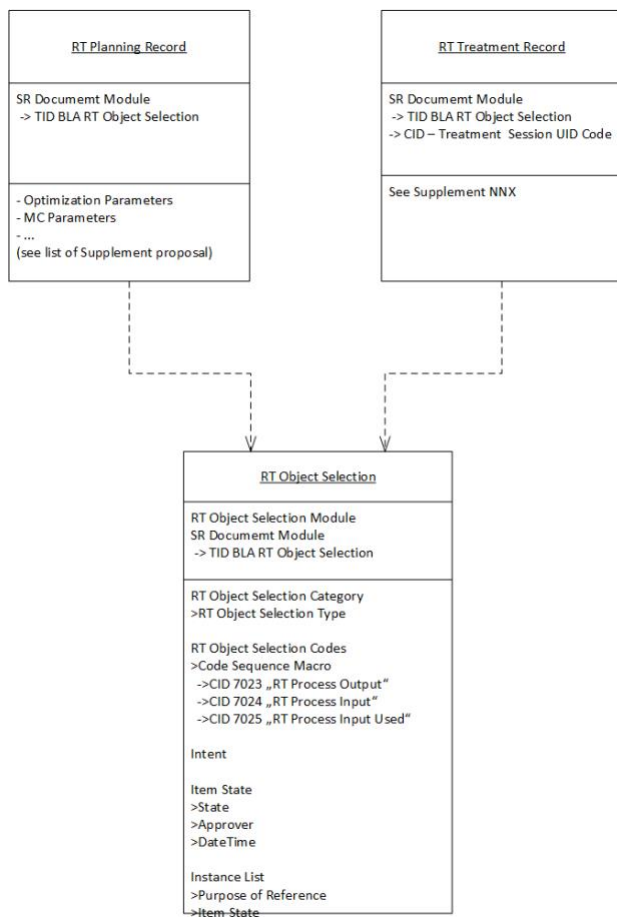 RT Planning Record
SR Documemt Module
-> TID BLA RT Object Selection
- Optimization Parameters
- MC Parameters
- ...
(see list of Supplement proposal)
RT Treatment Record
SR Documemt Module
-> TID BLA RT Object Selection
-> CID – Treatment Session UID Code
See Supplement NNX
RT Object Selection
RT Object Selection Module
SR Documemt Module
-> TID BLA RT Object Selection
RT Object Selection Category
>RT Object Selection Type
RT Object Selection Codes
>Code Sequence Macro
->CID 7023 „RT Process Output“
->CID 7024 „RT Process Input“
->CID 7025 „RT Process Input Used“
Intent
Item State
>State
>Approver
>DateTime
Instance List
>Purpose of Reference
>Item State